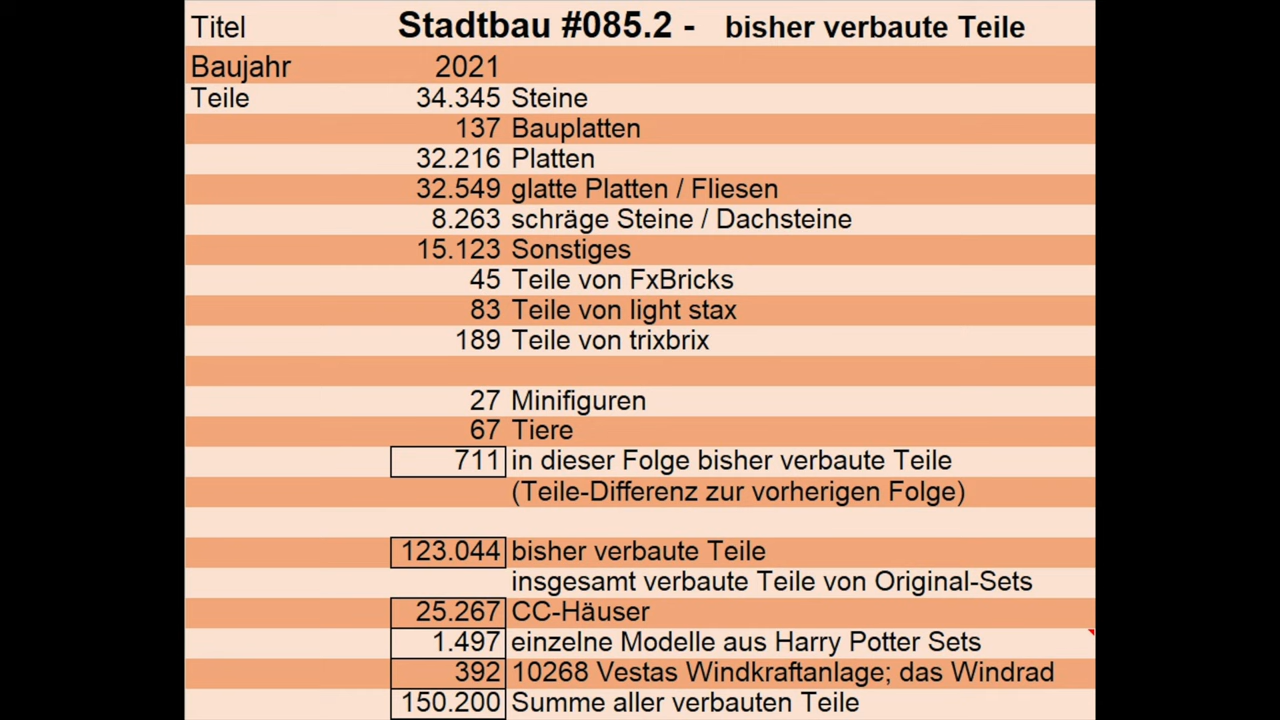 Titel Stadtbau #085.2 - bisher verbaute Teile
Baujahr 2021
Teile 34.345 Steine
137 Bauplatten
32.216 Platten
32.549 glatte Platten / Fliesen
8.263 schräge Steine / Dachsteine
15.123 Sonstiges
45 Teile von FxBricks
83 Teile von light stax
189 Teile von trixbrix
27 Minifiguren
67 Tiere
711 in dieser Folge bisher verbaute Teile
(Teile-Differenz zur vorherigen Folge)
123.044 bisher verbaute Teile
insgesamt verbaute Teile von Original-Sets
25.267 CC-Häuser
1.497 einzelne Modelle aus Harry Potter Sets
392 10268 Vestas Windkraftanlage; das Windrad
150.200 Summe aller verbauten Teile